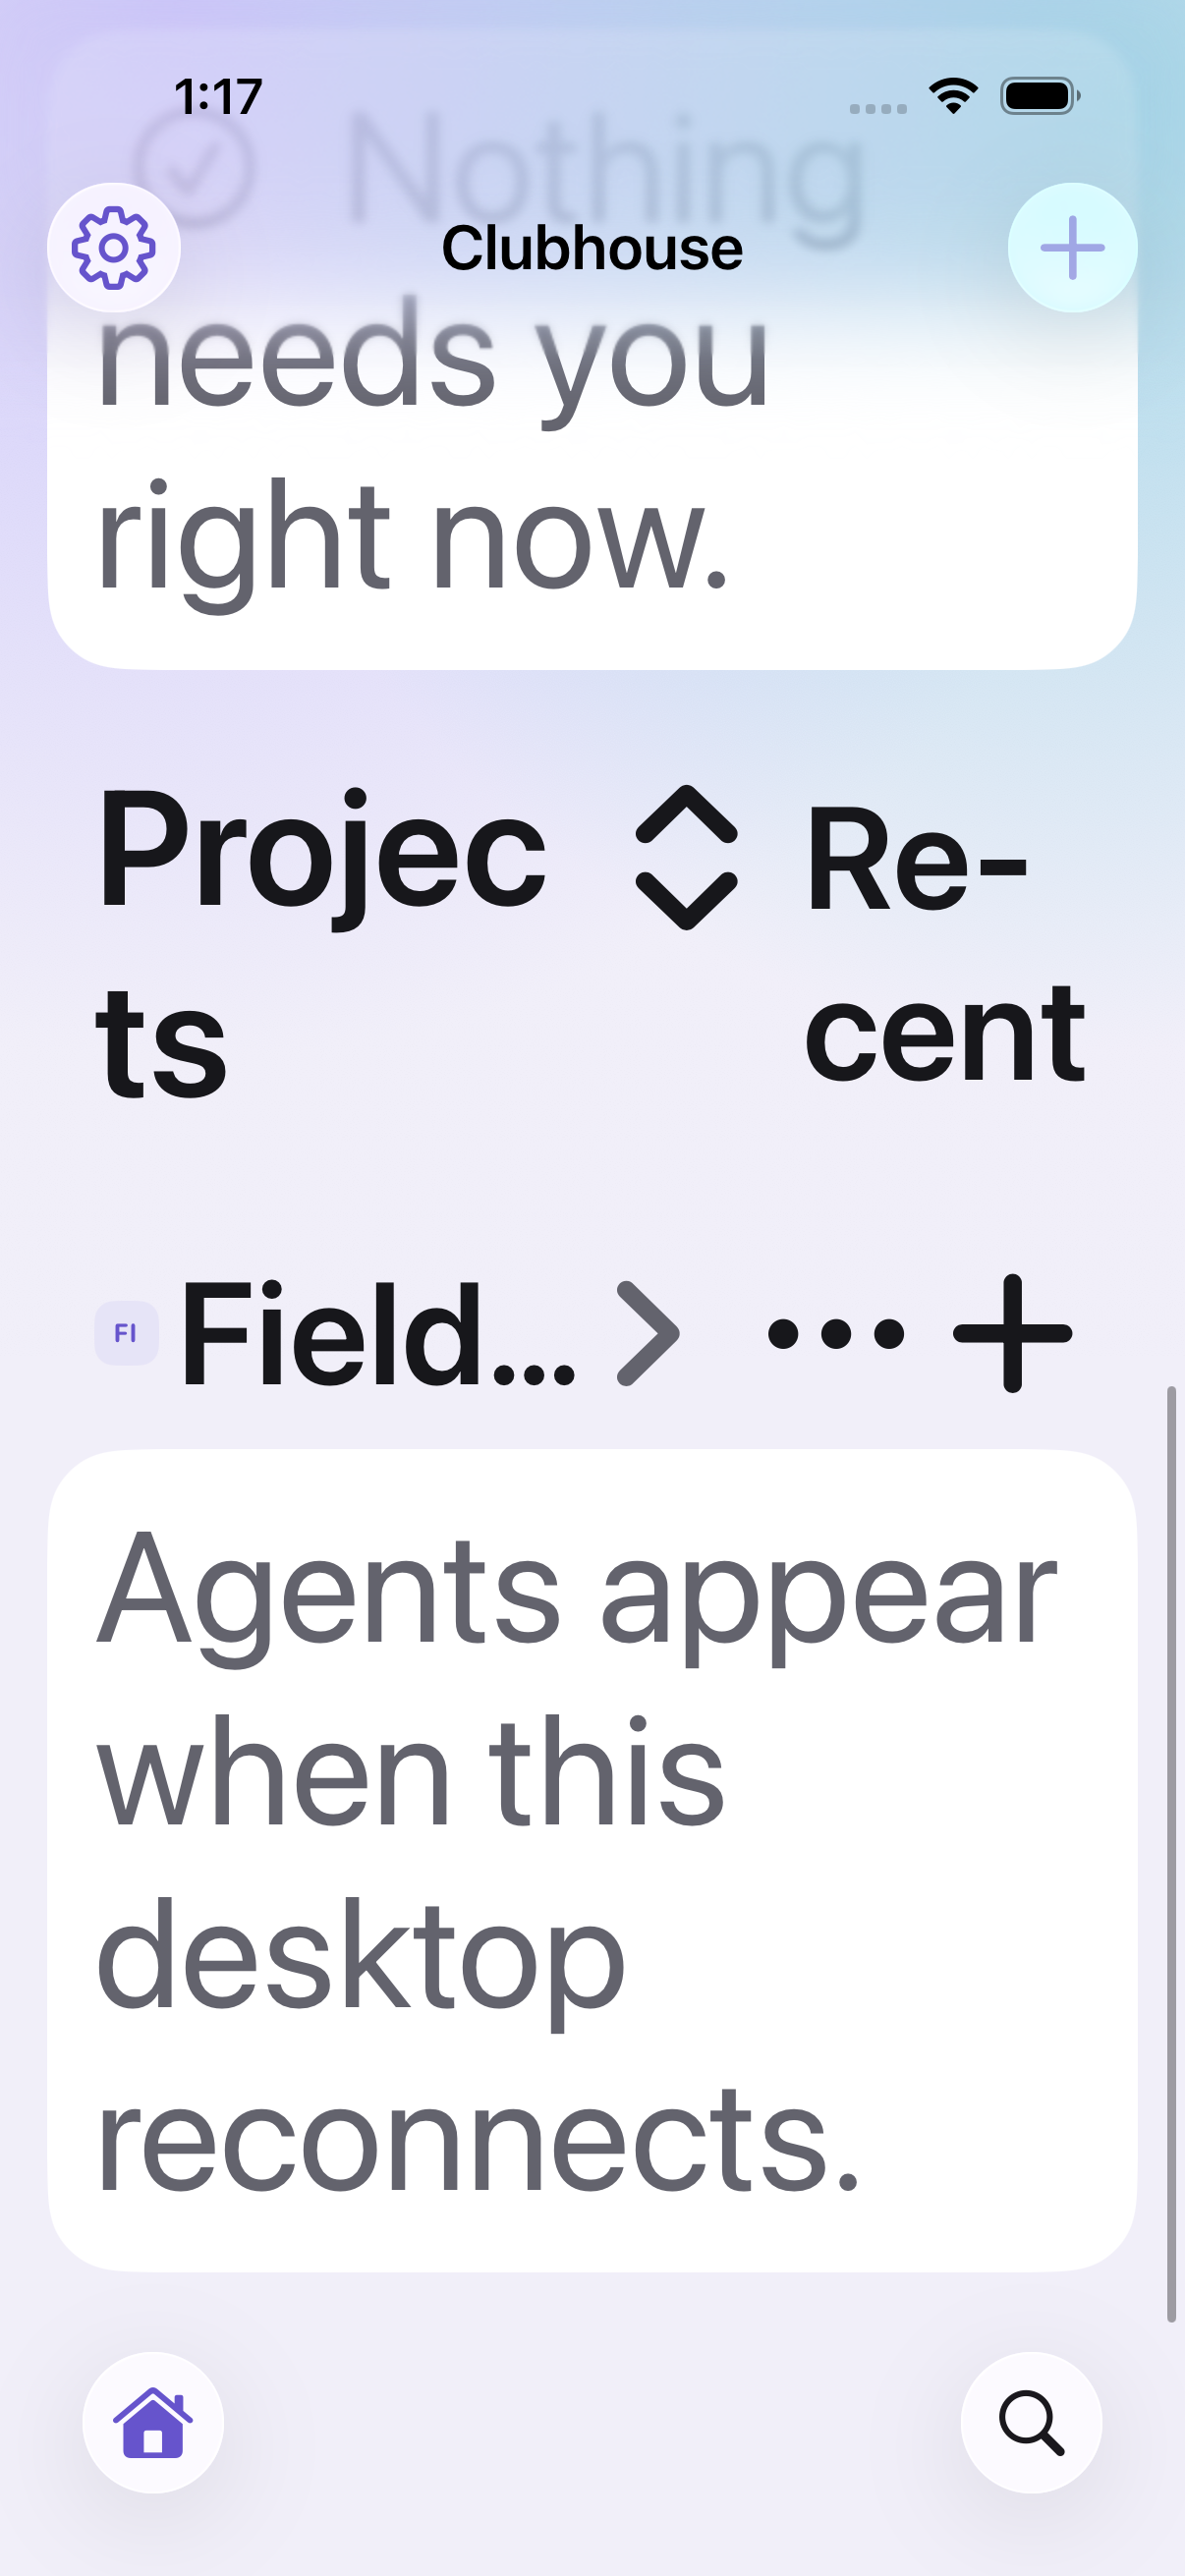 1:17
Nothing
Clubhouse
needs you
right now.
Projec
ts
Re-
cent
FI
Field...
Agents appear
when this
desktop
reconnects.